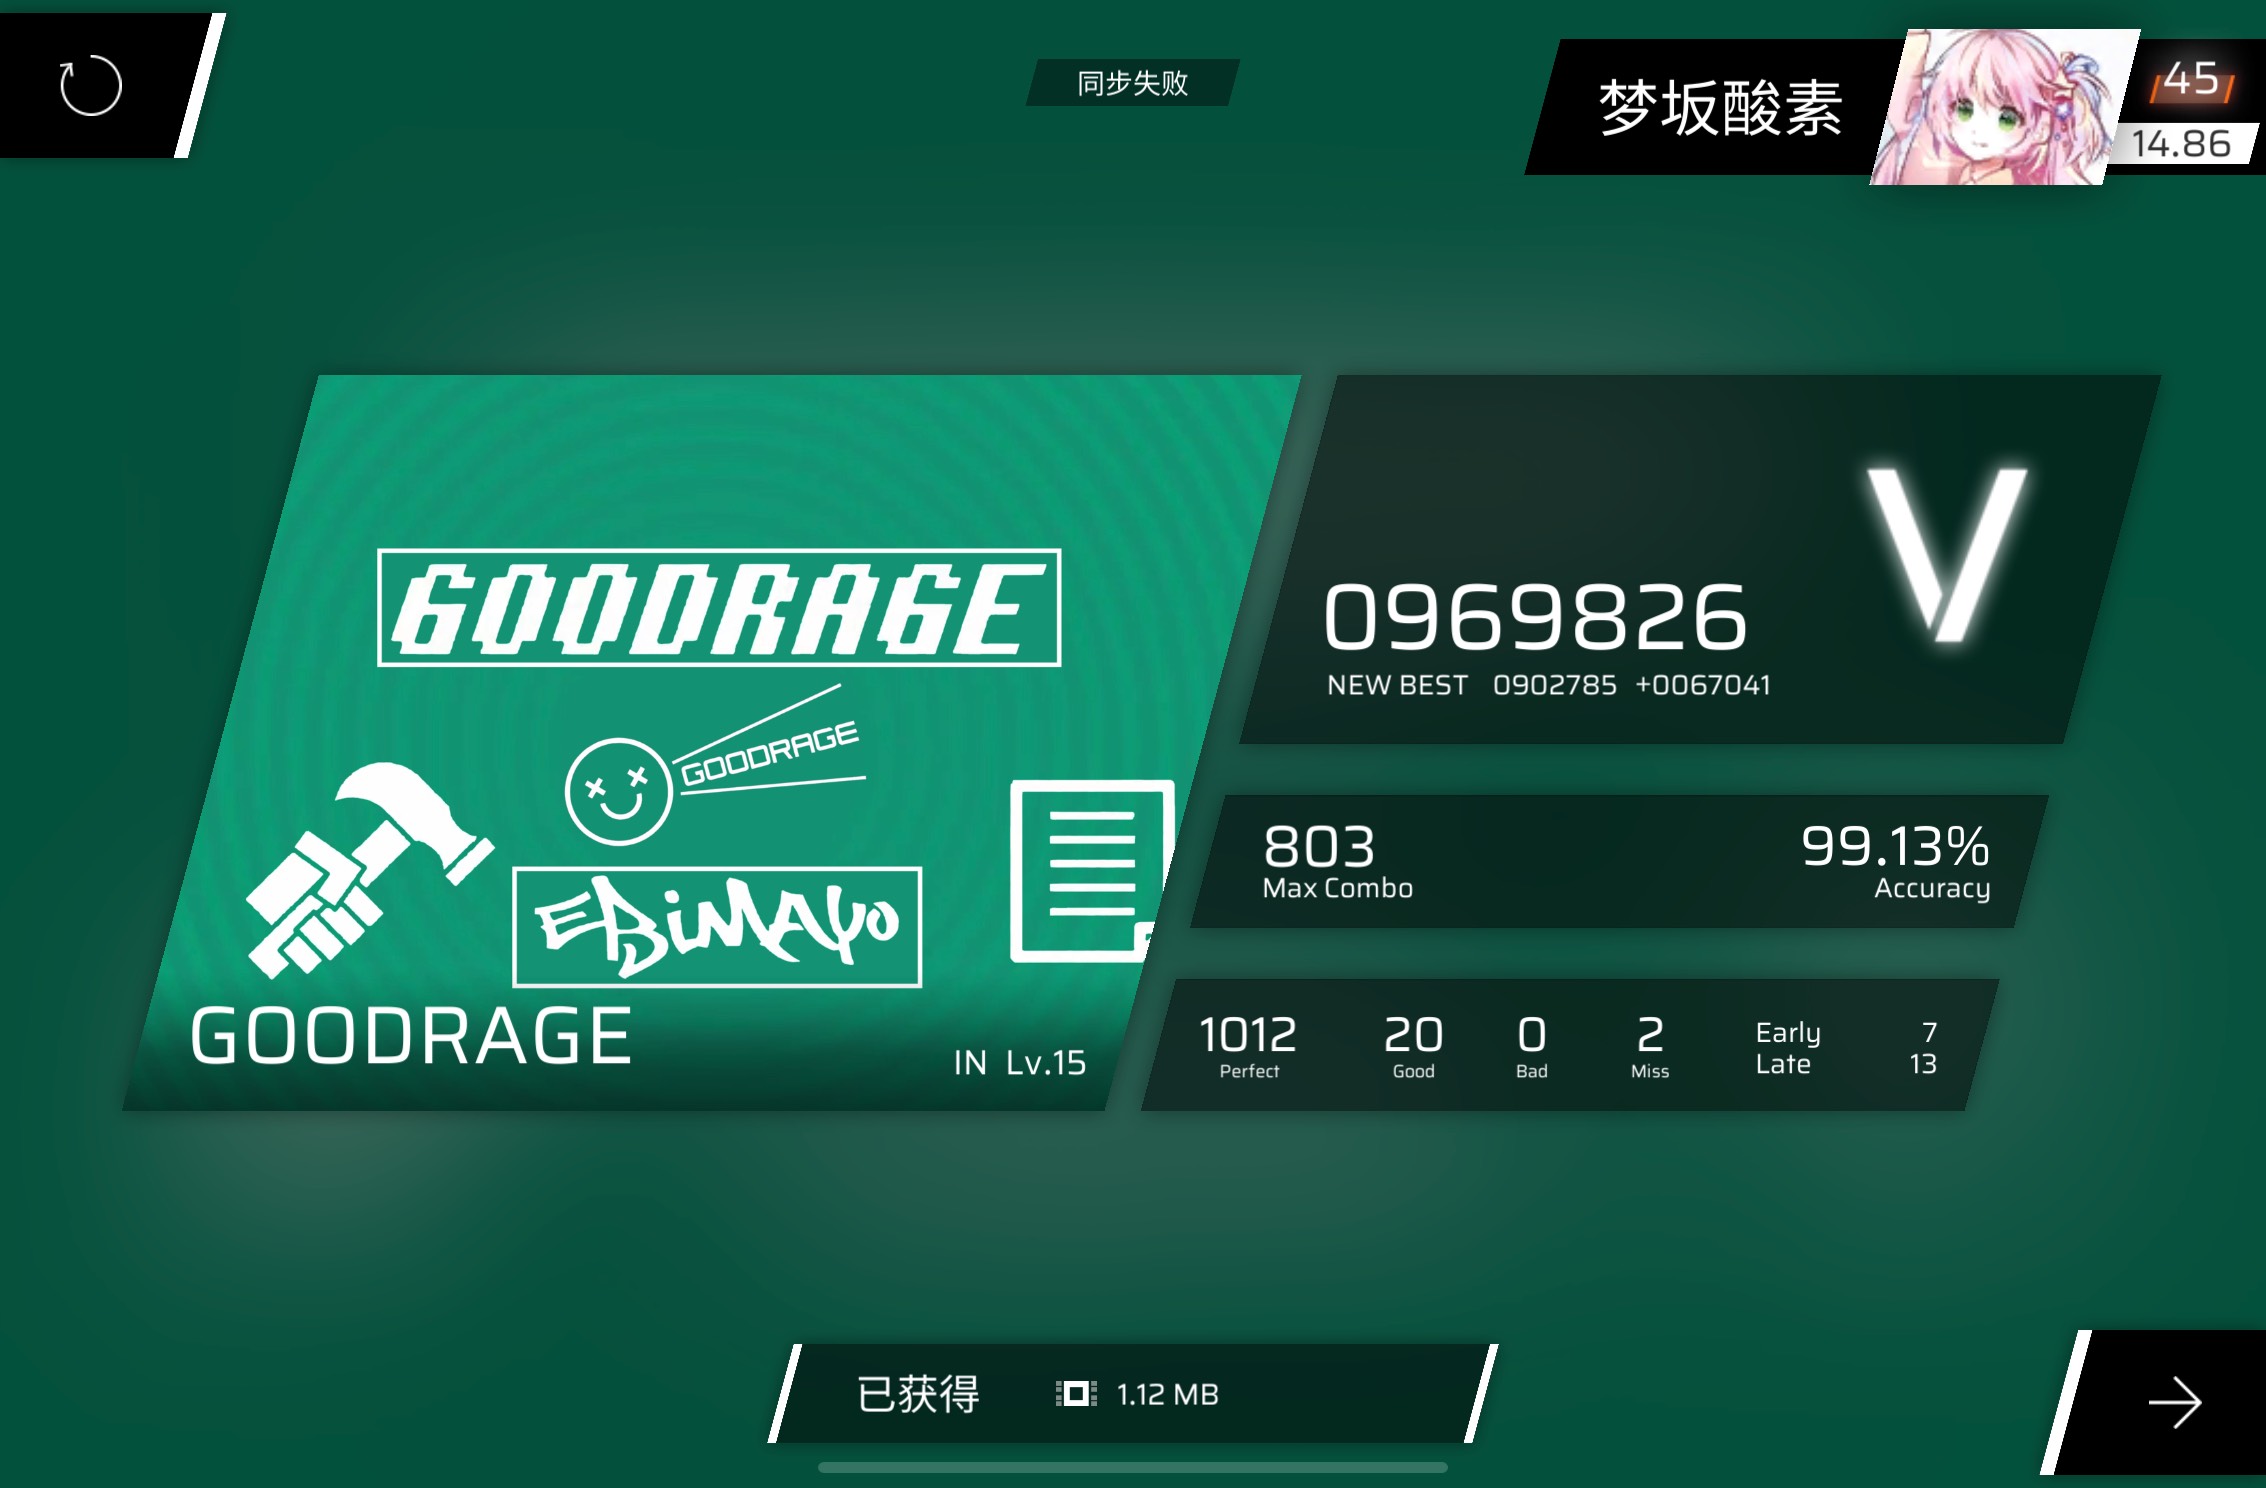 同步失败
梦坂酸素
45
14.86
GOODRAGE
GOODRAGE
EBiMAYO
GOODRAGE
IN Lv.15
V
0969826
NEW BEST 0902785 +0067041
803
Max Combo
99.13%
Accuracy
1012
Perfect
20
Good
0
Bad
2
Miss
Early 7
Late 13
已获得 1.12 MB